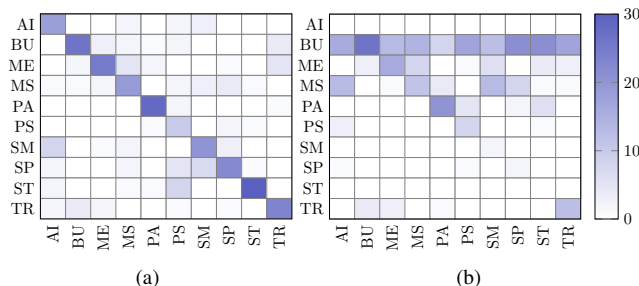 AI
BU
ME
MS
PA
PS
SM
SP
ST
TR
AI BU ME MS PA PS SM SP ST TR
(a)
AI
BU
ME
MS
PA
PS
SM
SP
ST
TR
AI BU ME MS PA PS SM SP ST TR
(b)
30
20
10
0